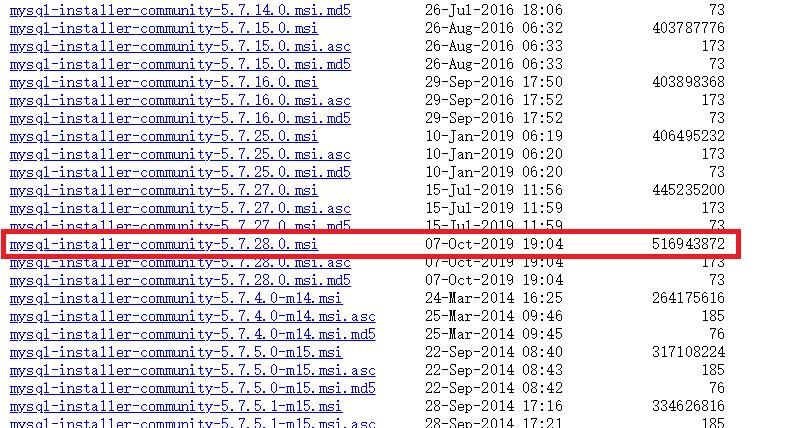 mysql-installer-community-5.7.14.0.msi.md5 26-Jul-2016 18:06 73
mysql-installer-community-5.7.15.0.msi 26-Aug-2016 06:32 403787776
mysql-installer-community-5.7.15.0.msi.asc 26-Aug-2016 06:33 173
mysql-installer-community-5.7.15.0.msi.md5 26-Aug-2016 06:33 73
mysql-installer-community-5.7.16.0.msi 29-Sep-2016 17:50 403898368
mysql-installer-community-5.7.16.0.msi.asc 29-Sep-2016 17:52 173
mysql-installer-community-5.7.16.0.msi.md5 29-Sep-2016 17:52 73
mysql-installer-community-5.7.25.0.msi 10-Jan-2019 06:19 406495232
mysql-installer-community-5.7.25.0.msi.asc 10-Jan-2019 06:20 173
mysql-installer-community-5.7.25.0.msi.md5 10-Jan-2019 06:20 73
mysql-installer-community-5.7.27.0.msi 15-Jul-2019 11:56 445235200
mysql-installer-community-5.7.27.0.msi.asc 15-Jul-2019 11:59 173
mysql-installer-community-5.7.27.0.msi.md5 15-Jul-2019 11:59 73
mysql-installer-community-5.7.28.0.msi 07-Oct-2019 19:04 516943872
mysql-installer-community-5.7.28.0.msi.asc 07-Oct-2019 19:04 173
mysql-installer-community-5.7.28.0.msi.md5 07-Oct-2019 19:04 73
mysql-installer-community-5.7.4.0-m14.msi 24-Mar-2014 16:25 264175616
mysql-installer-community-5.7.4.0-m14.msi.asc 25-Mar-2014 09:46 185
mysql-installer-community-5.7.4.0-m14.msi.md5 25-Mar-2014 09:45 76
mysql-installer-community-5.7.5.0-m15.msi 22-Sep-2014 08:40 317108224
mysql-installer-community-5.7.5.0-m15.msi.asc 22-Sep-2014 08:43 185
mysql-installer-community-5.7.5.0-m15.msi.md5 22-Sep-2014 08:42 76
mysql-installer-community-5.7.5.1-m15.msi 28-Sep-2014 17:16 334626816
mysql-installer-community-5.7.5.1-m15.msi.asc 28-Sep-2014 17:21 185